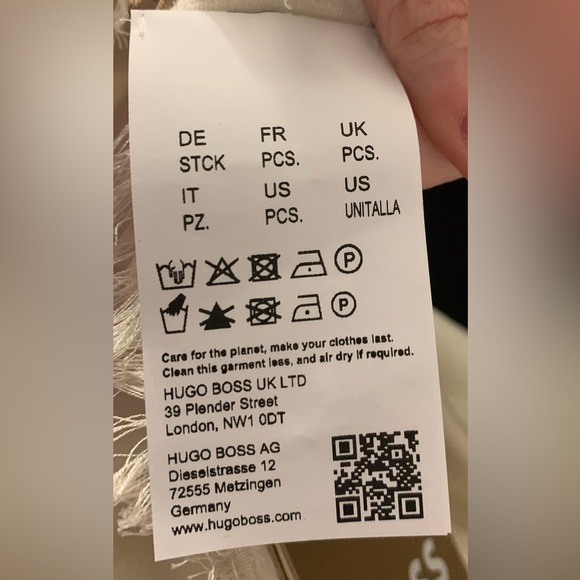 DE FR UK
STCK PCS. PCS.
IT US US
PZ. PCS. UNITALLA
P
P
Care for the planet, make your clothes last.
Clean this garment less, and air dry if required.
HUGO BOSS UK LTD
39 Plender Street
London, NW1 0DT
HUGO BOSS AG
Dieselstrasse 12
72555 Metzingen
Germany
www.hugoboss.com
SS